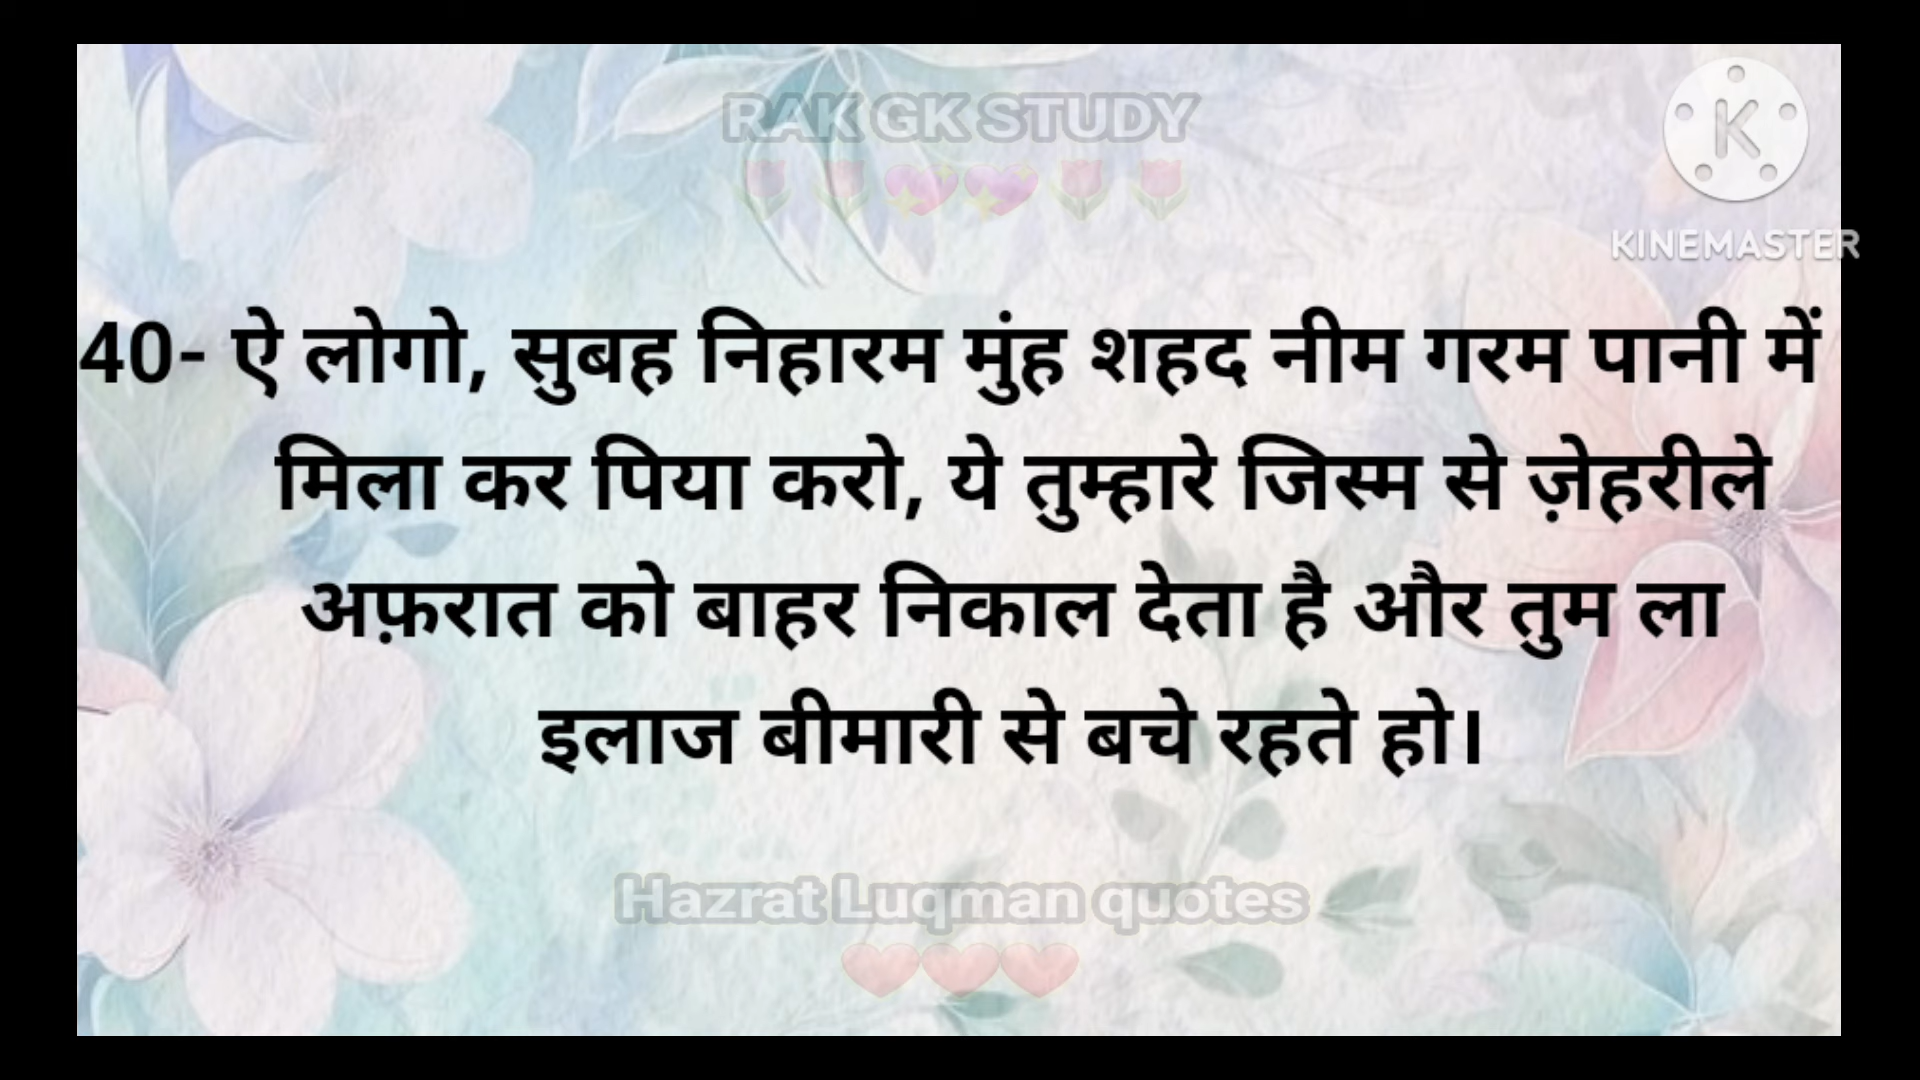 RAK GK STUDY
K
KINEMASTER
40- ऐ लोगो, सुबह निहारम मुंह शहद नीम गरम पानी में
मिला कर पिया करो, ये तुम्हारे जिस्म से ज़ेहरीले
अफ़रात को बाहर निकाल देता है और तुम ला
इलाज बीमारी से बचे रहते हो।
Hazrat Luqman quotes